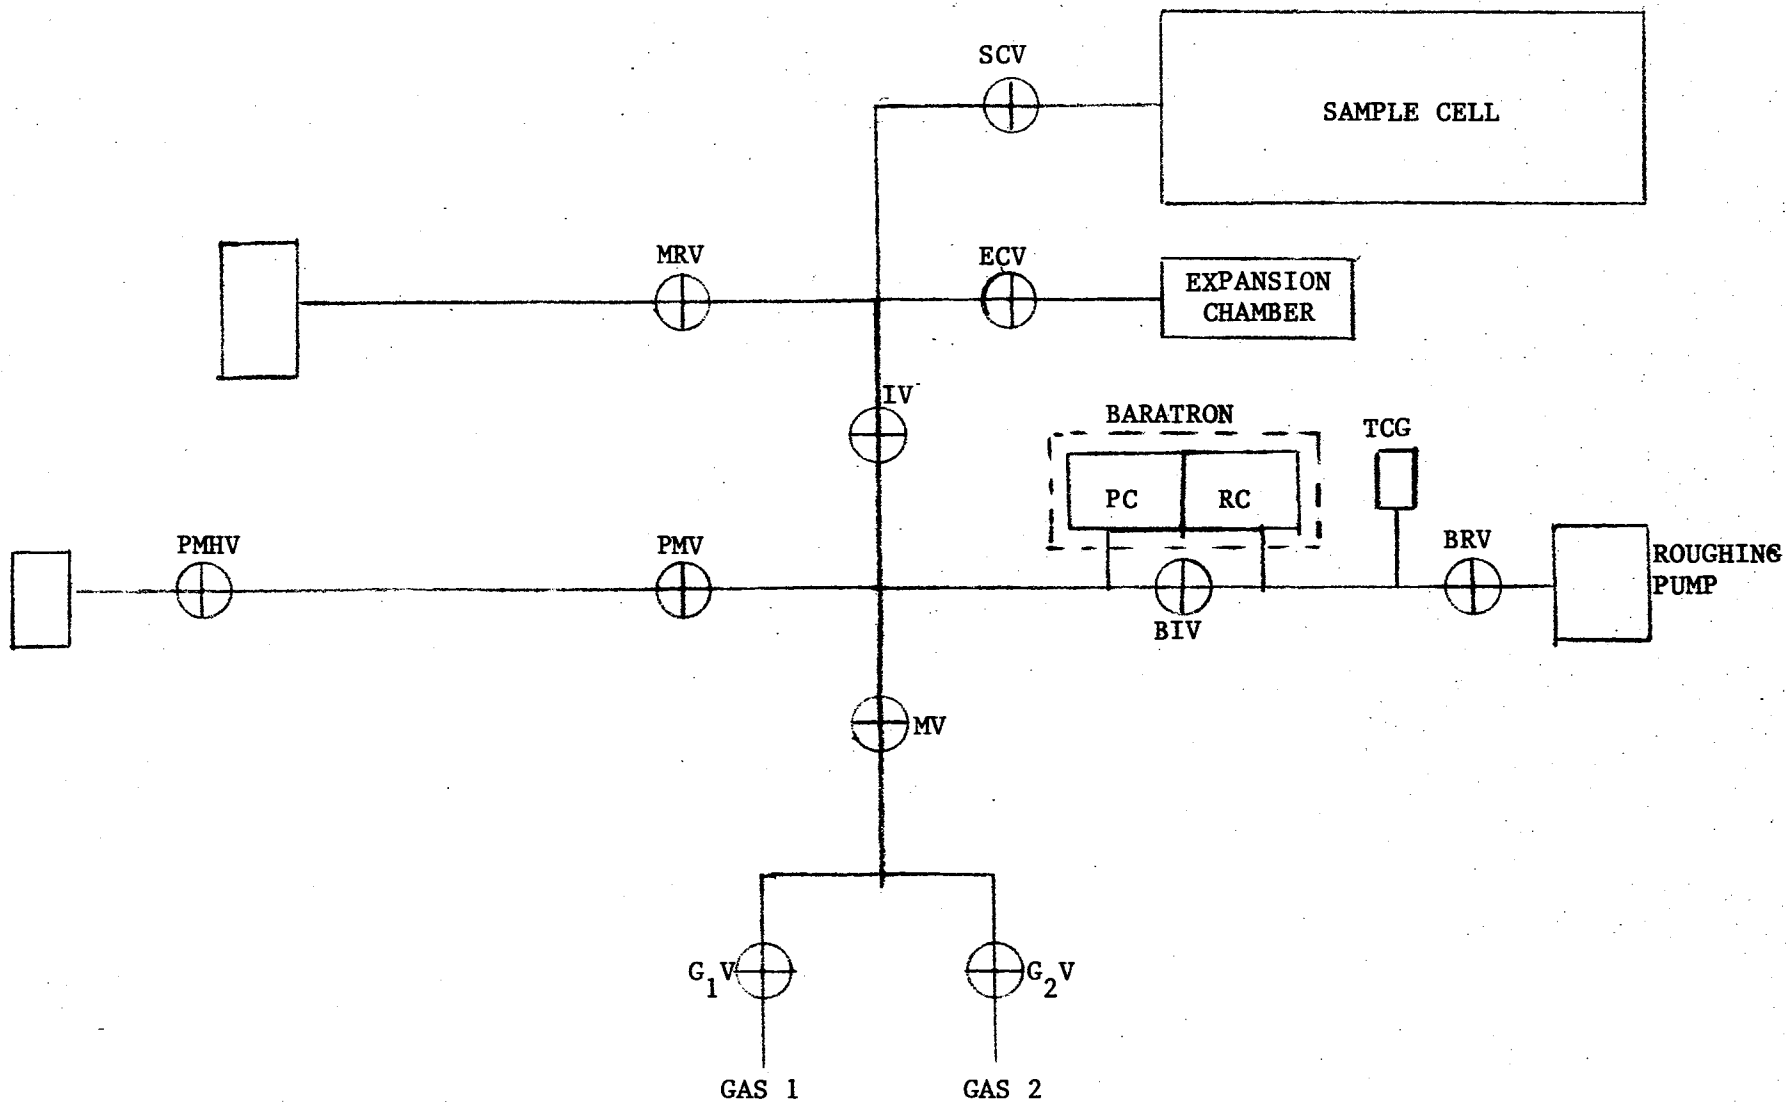 SCV
SAMPLE CELL
MRV
ECV
EXPANSION
CHAMBER
IV
BARATRON
TCG
PC
RC
PMHV
PMV
BRV
ROUGHING
PUMP
BIV
MV
G₁V
G₂V
GAS 1
GAS 2